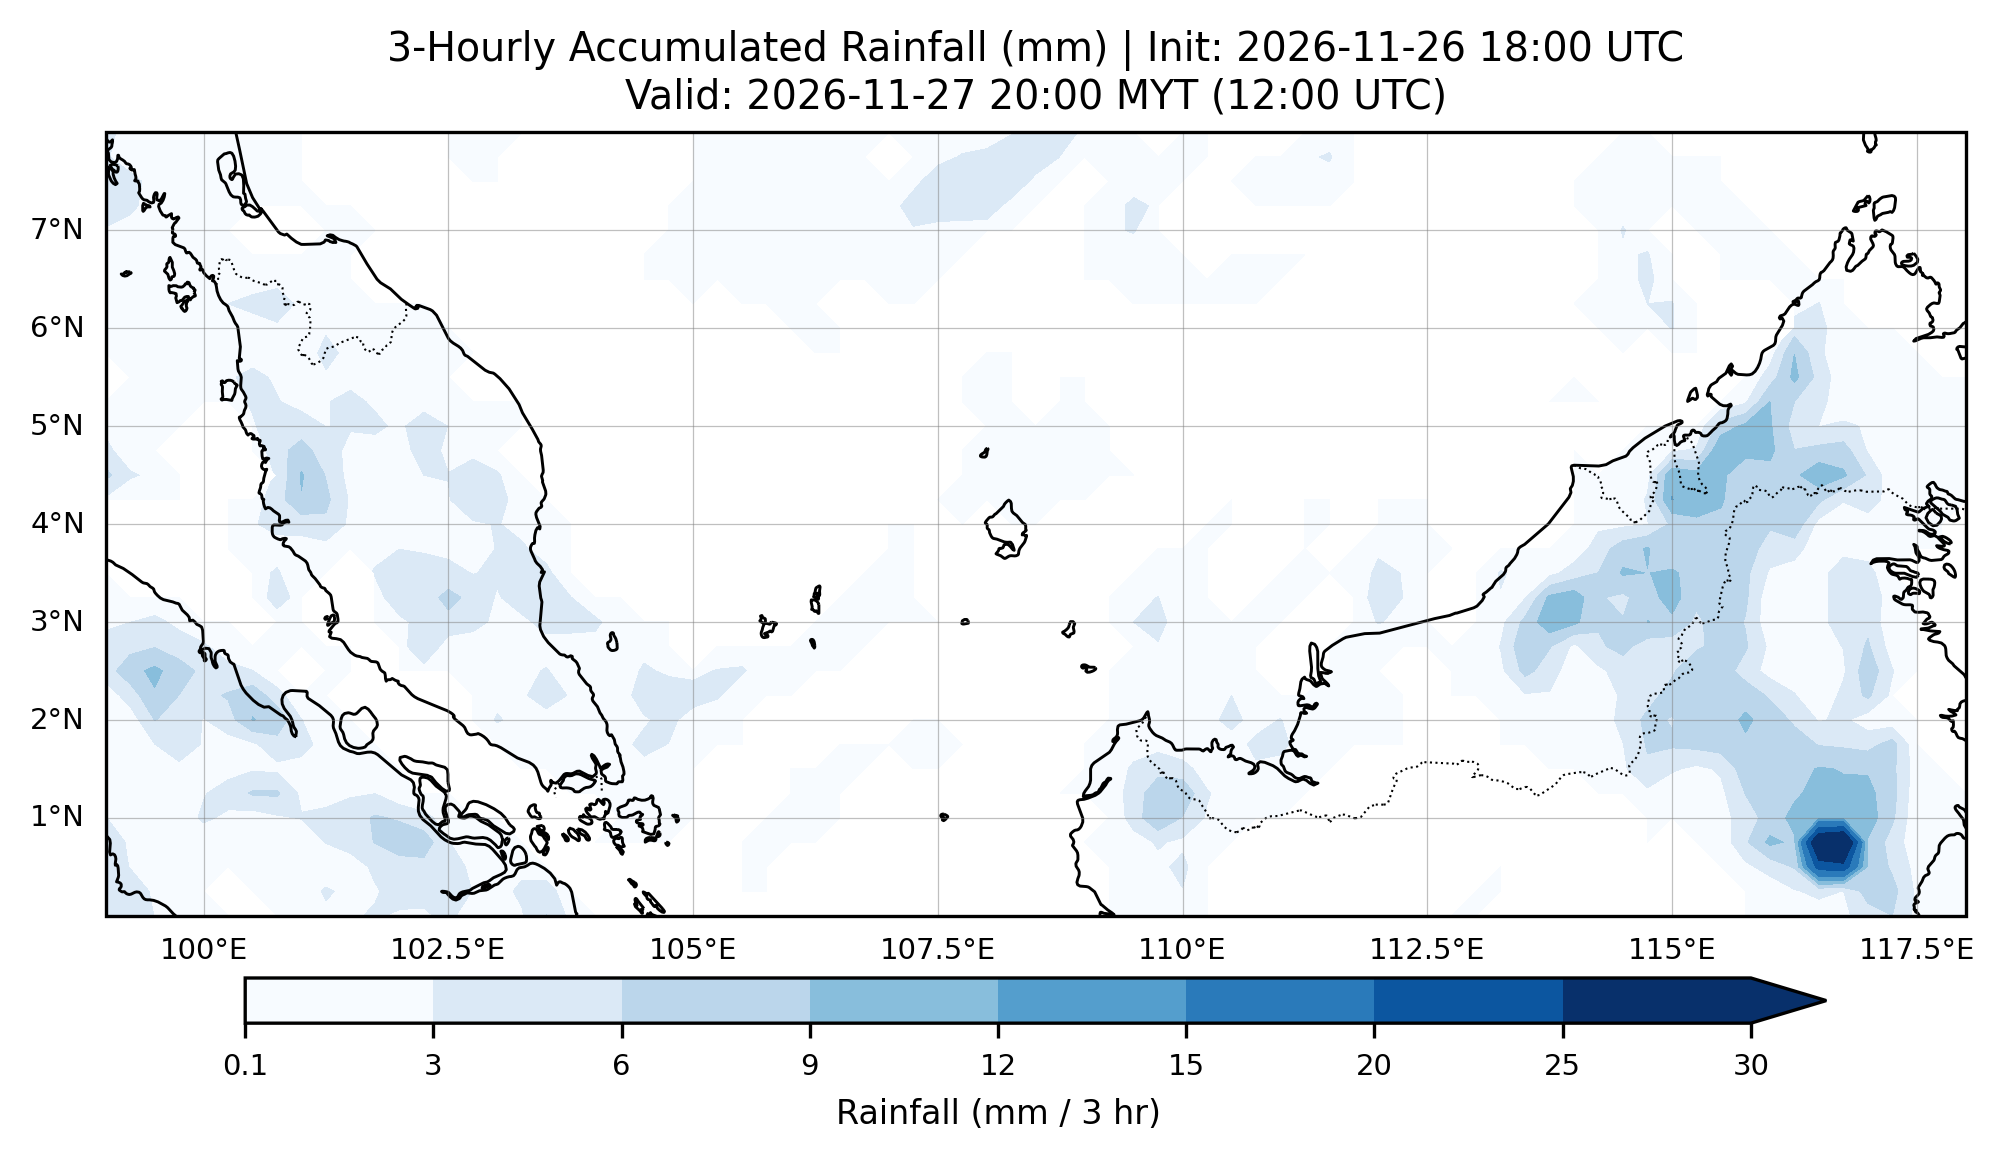 3-Hourly Accumulated Rainfall (mm) | Init: 2026-11-26 18:00 UTC
Valid: 2026-11-27 20:00 MYT (12:00 UTC)
7°N
6°N
5°N
4°N
3°N
2°N
1°N
100°E 102.5°E 105°E 107.5°E 110°E 112.5°E 115°E 117.5°E
0.1 3 6 9 12 15 20 25 30
Rainfall (mm / 3 hr)